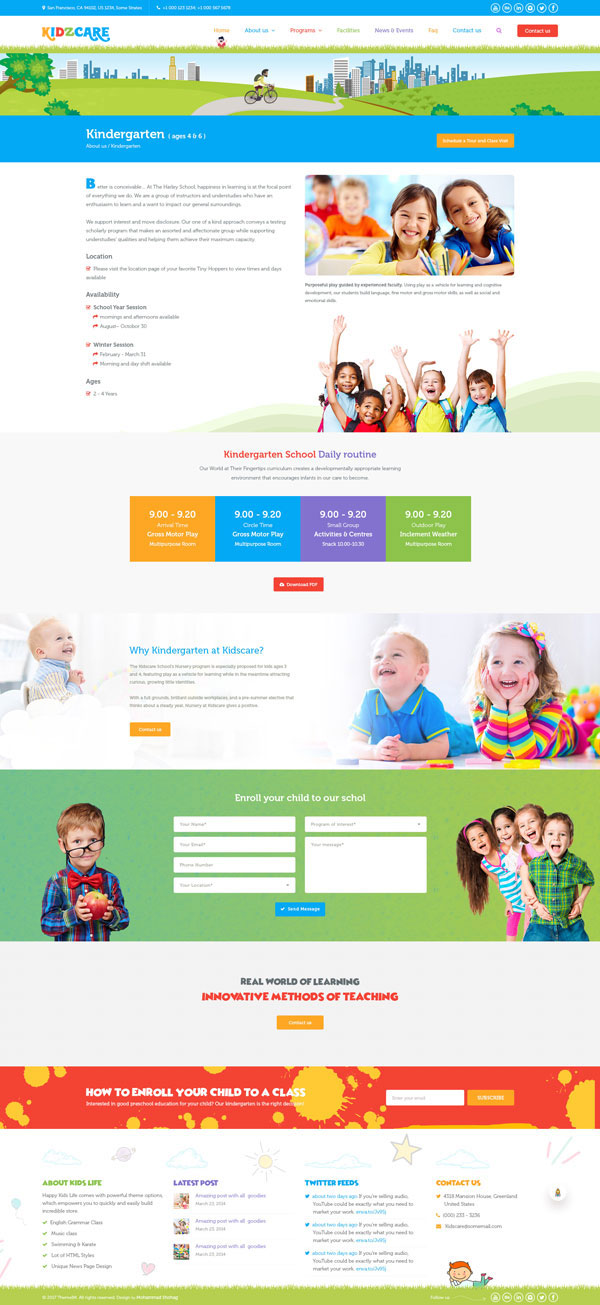 San Francisco, CA 94102, US 1234, Some Streets
+1 000 123 1234; +1 000 567 5678
KIDZCARE
Home
About us
Programs
Facilities
News & Events
Faq
Contact us
Contact us
Kindergarten ( ages 4 & 6 )
About us / Kindergarten
Schedule a Tour and Class Visit
Better is conceivable... At The Harley School, happiness in learning is at the focal point
of everything we do. We are a group of instructors and understudies who have an
enthusiasm to learn and a want to impact our general surroundings.
We support interest and move disclosure. Our one of a kind approach conveys a testing
scholarly program that makes an assorted and affectionate group while supporting
understudies' qualities and helping them achieve their maximum capacity.
Location
Please visit the location page of your favorite Tiny Hoppers to view times and days
available
Availability
School Year Session
mornings and afternoons available
August- October 30
Winter Session
February - March 31
Morning and day shift available
Ages
2 - 4 Years
Purposeful play guided by experienced faculty. Using play as a vehicle for learning and cognitive
development, our students build language, fine motor and gross motor skills, as well as social and
emotional skills.
Kindergarten School Daily routine
Our World at Their Fingertips curriculum creates a developmentally appropriate learning
environment that encourages infants in our care to become.
9.00 - 9.20
Arrival Time
Gross Motor Play
Multipurpose Room
9.00 - 9.20
Circle Time
Gross Motor Play
Multipurpose Room
9.00 - 9.20
Small Group
Activities & Centres
Snack 10.00-10.30
9.00 - 9.20
Outdoor Play
Inclement Weather
Multipurpose Room
Download PDF
Why Kindergarten at Kidscare?
The Kidscare School's Nursery program is especially proposed for kids ages 3
and 4, featuring play as a vehicle for learning while in the meantime attracting
curious, growing little identities.
With a full grounds, brilliant outside workplaces, and a pre-summer elective that
thinks about a steady year, Nursery at Kidscare gives a positive
Contact us
Enroll your child to our schol
Your Name*
Your Email*
Phone Number
Your Location*
Program of Interest*
Your message*
Send Message
REAL WORLD OF LEARNING
INNOVATIVE METHODS OF TEACHING
Contact us
HOW TO ENROLL YOUR CHILD TO A CLASS
Interested in good preschool education for your child? Our kindergarten is the right decision!
Enter your email
SUBSCRIBE
ABOUT KIDS LIFE
Happy Kids Life comes with powerful theme options,
which empowers you to quickly and easily build
incredible store.
English Grammar Class
Music class
Swimming & Karate
Lot of HTML Styles
Unique News Page Design
LATEST POST
Amazing post with all goodies
March 23, 2014
Amazing post with all goodies
March 23, 2014
Amazing post with all goodies
March 23, 2014
TWITTER FEEDS
about two days ago If you're selling audio,
YouTube could be exactly what you need to
market your work.
about two days ago If you're selling audio,
YouTube could be exactly what you need to
market your work.
about two days ago If you're selling audio,
YouTube could be exactly what you need to
market your work.
CONTACT US
4318 Mansion House, Greenland
United States
(000) 233 - 3236
Kidscare@somemail.com
All rights reserved. Design by
Follow us